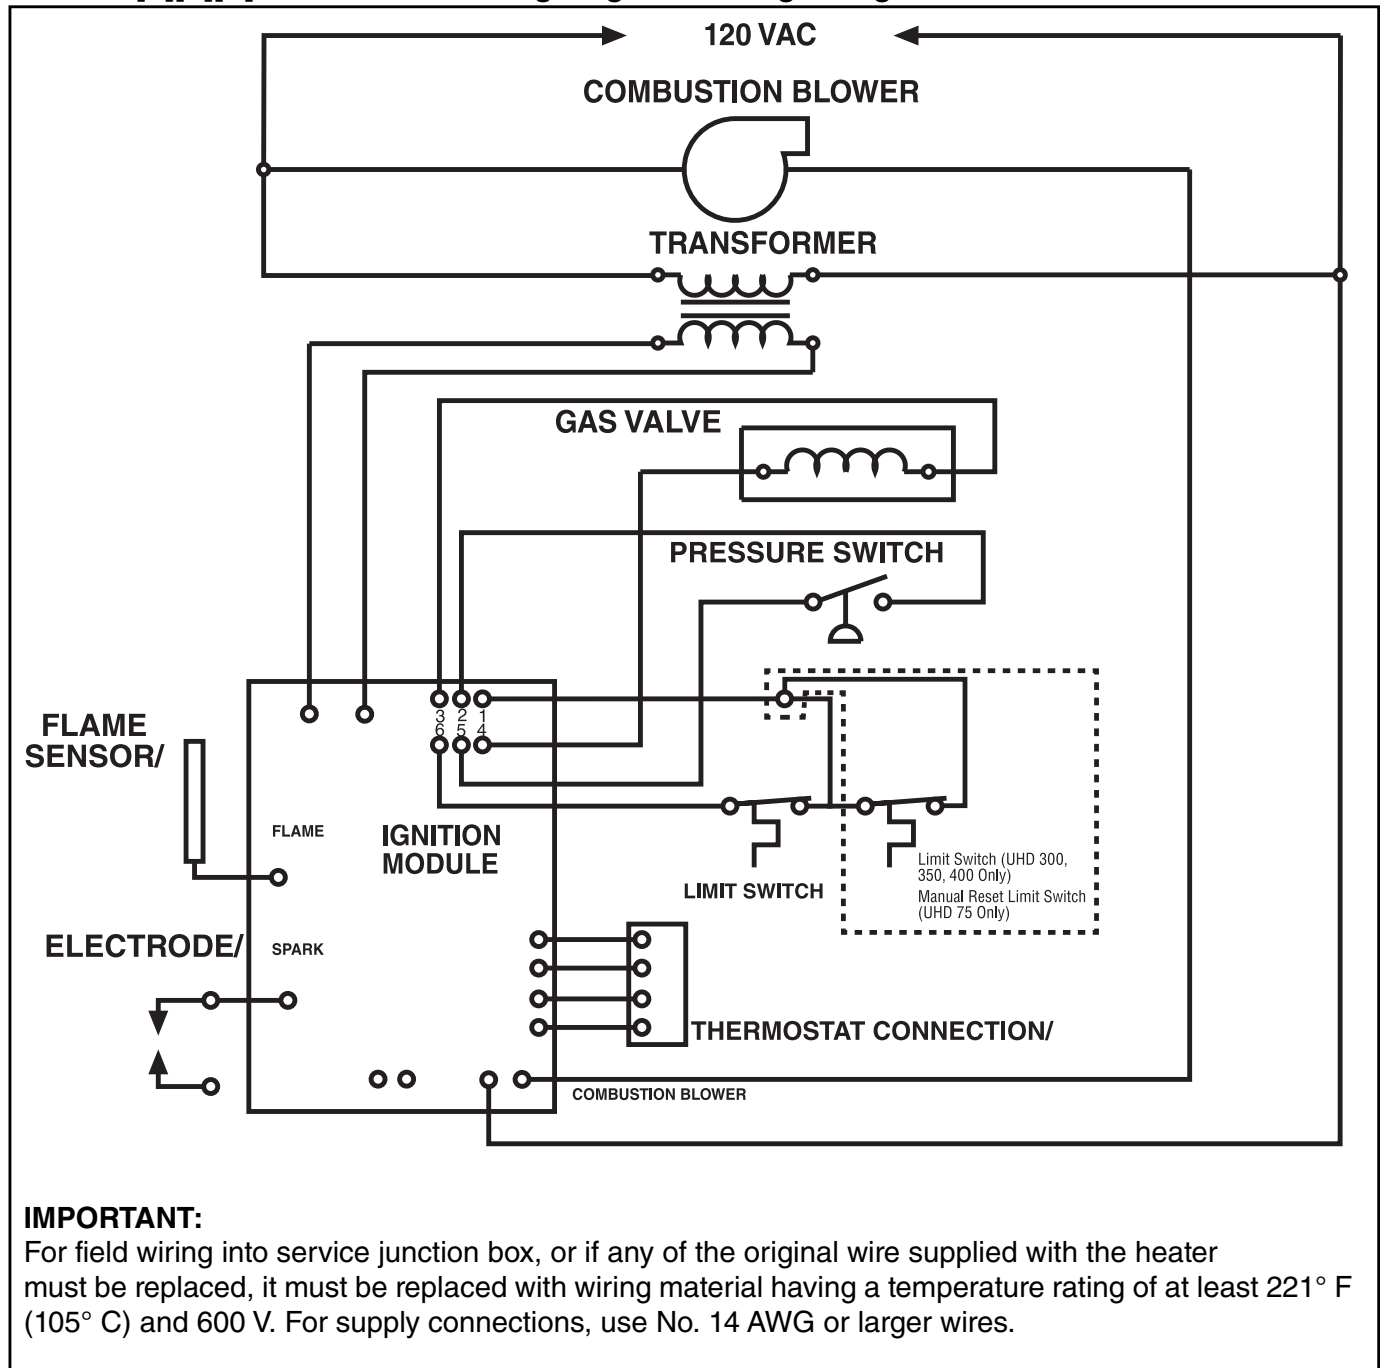 120 VAC
COMBUSTION BLOWER
TRANSFORMER
GAS VALVE
PRESSURE SWITCH
3 2 1
6 5 4
FLAME
SENSOR/
FLAME
IGNITION
MODULE
LIMIT SWITCH
Limit Switch (UHD 300,
350, 400 Only)
Manual Reset Limit Switch
(UHD 75 Only)
ELECTRODE/
SPARK
THERMOSTAT CONNECTION/
COMBUSTION BLOWER
IMPORTANT:
For field wiring into service junction box, or if any of the original wire supplied with the heater
must be replaced, it must be replaced with wiring material having a temperature rating of at least 221° F
(105° C) and 600 V. For supply connections, use No. 14 AWG or larger wires.